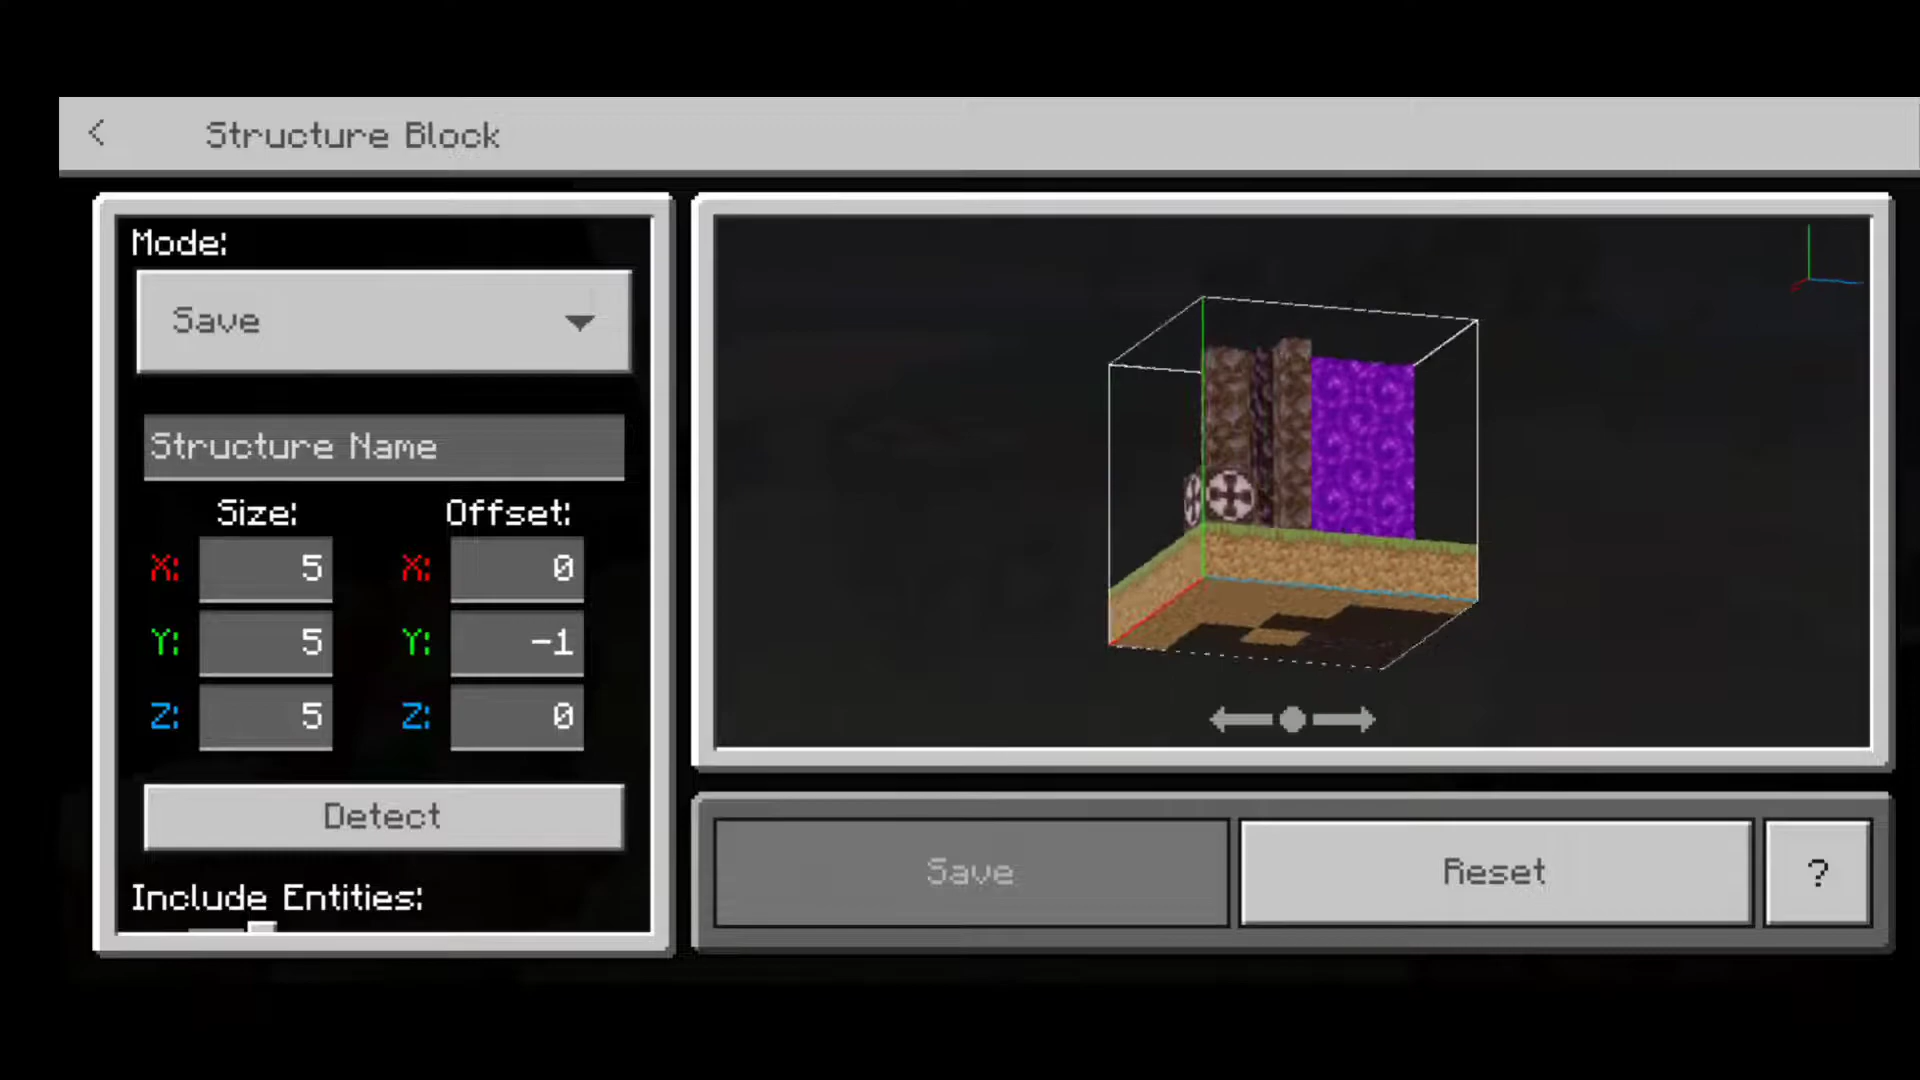 Structure Block
Mode:
Save
Structure Name
Size: Offset:
X: 5 X: 0
Y: 5 Y: -1
Z: 5 Z: 0
Detect
Include Entities:
Save Reset ?